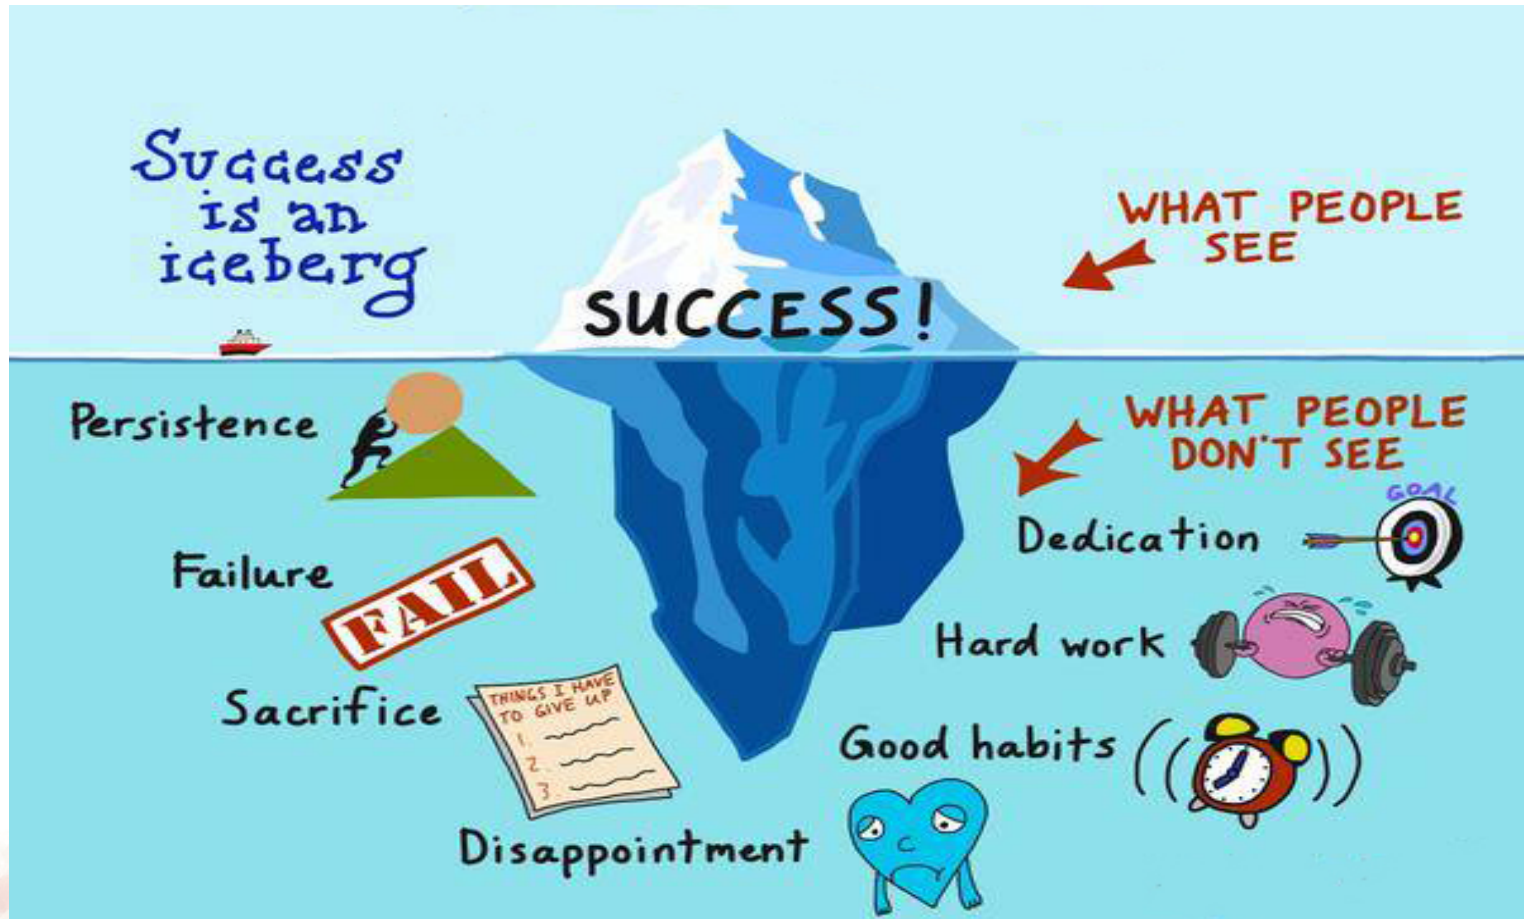 Success
is an
iceberg
WHAT PEOPLE
SEE
SUCCESS!
Persistence
WHAT PEOPLE
DON'T SEE
GOAL
Dedication
Failure
FAIL
Hard work
Sacrifice
THINGS I HAVE
TO GIVE UP
1.
2.
3
Good habits
Disappointment